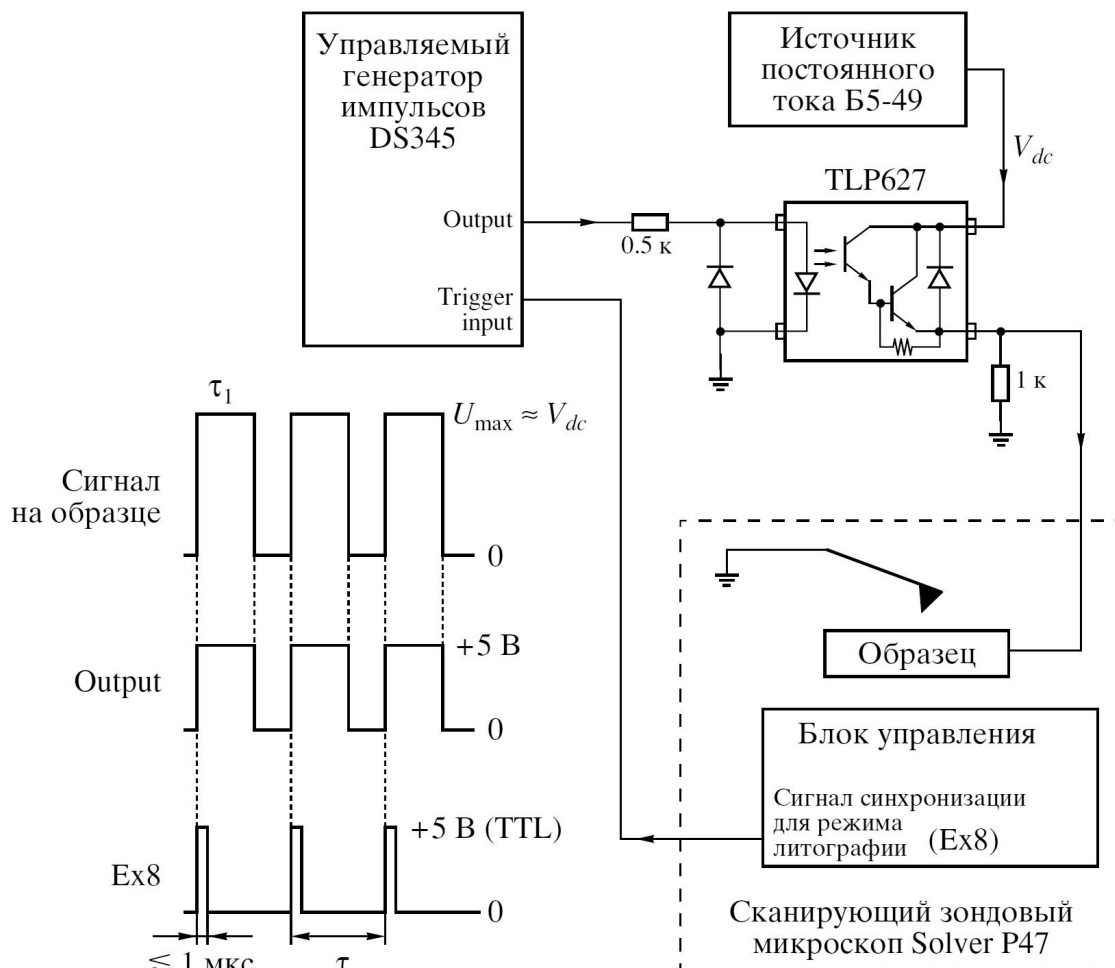 Управляемый
генератор
импульсов
DS345
Output
Trigger
input
Источник
постоянного
тока Б5-49
V_dc
TLP627
0.5 к
1 к
τ1
U_max ≈ V_dc
Сигнал
на образце
0
+5 В
Output
0
+5 В (TTL)
Ex8
0
≤ 1 мкс
τ
Образец
Блок управления
Сигнал синхронизации
для режима
литографии (Ex8)
Сканирующий зондовый
микроскоп Solver P47